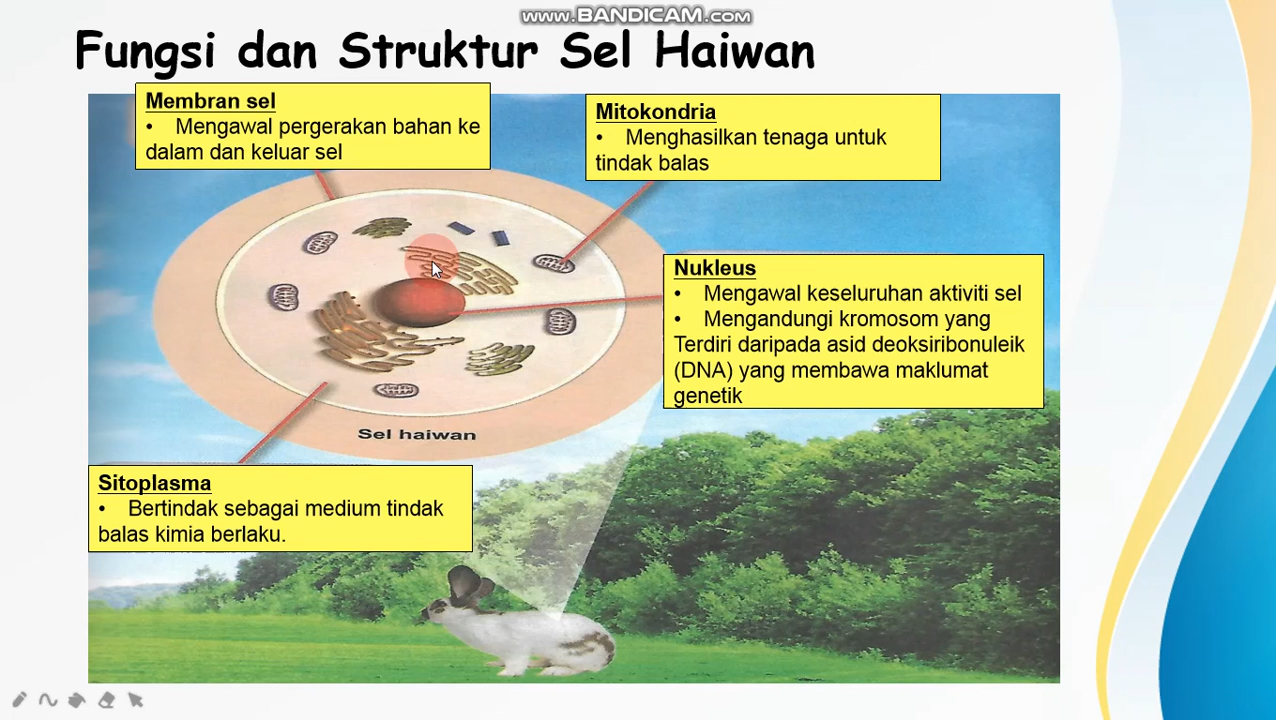 www.BANDICAM.com
Fungsi dan Struktur Sel Haiwan
Membran sel
• Mengawal pergerakan bahan ke
dalam dan keluar sel
Mitokondria
• Menghasilkan tenaga untuk
tindak balas
Nukleus
• Mengawal keseluruhan aktiviti sel
• Mengandungi kromosom yang
Terdiri daripada asid deoksiribonuleik
(DNA) yang membawa maklumat
genetik
Sel haiwan
Sitoplasma
• Bertindak sebagai medium tindak
balas kimia berlaku.